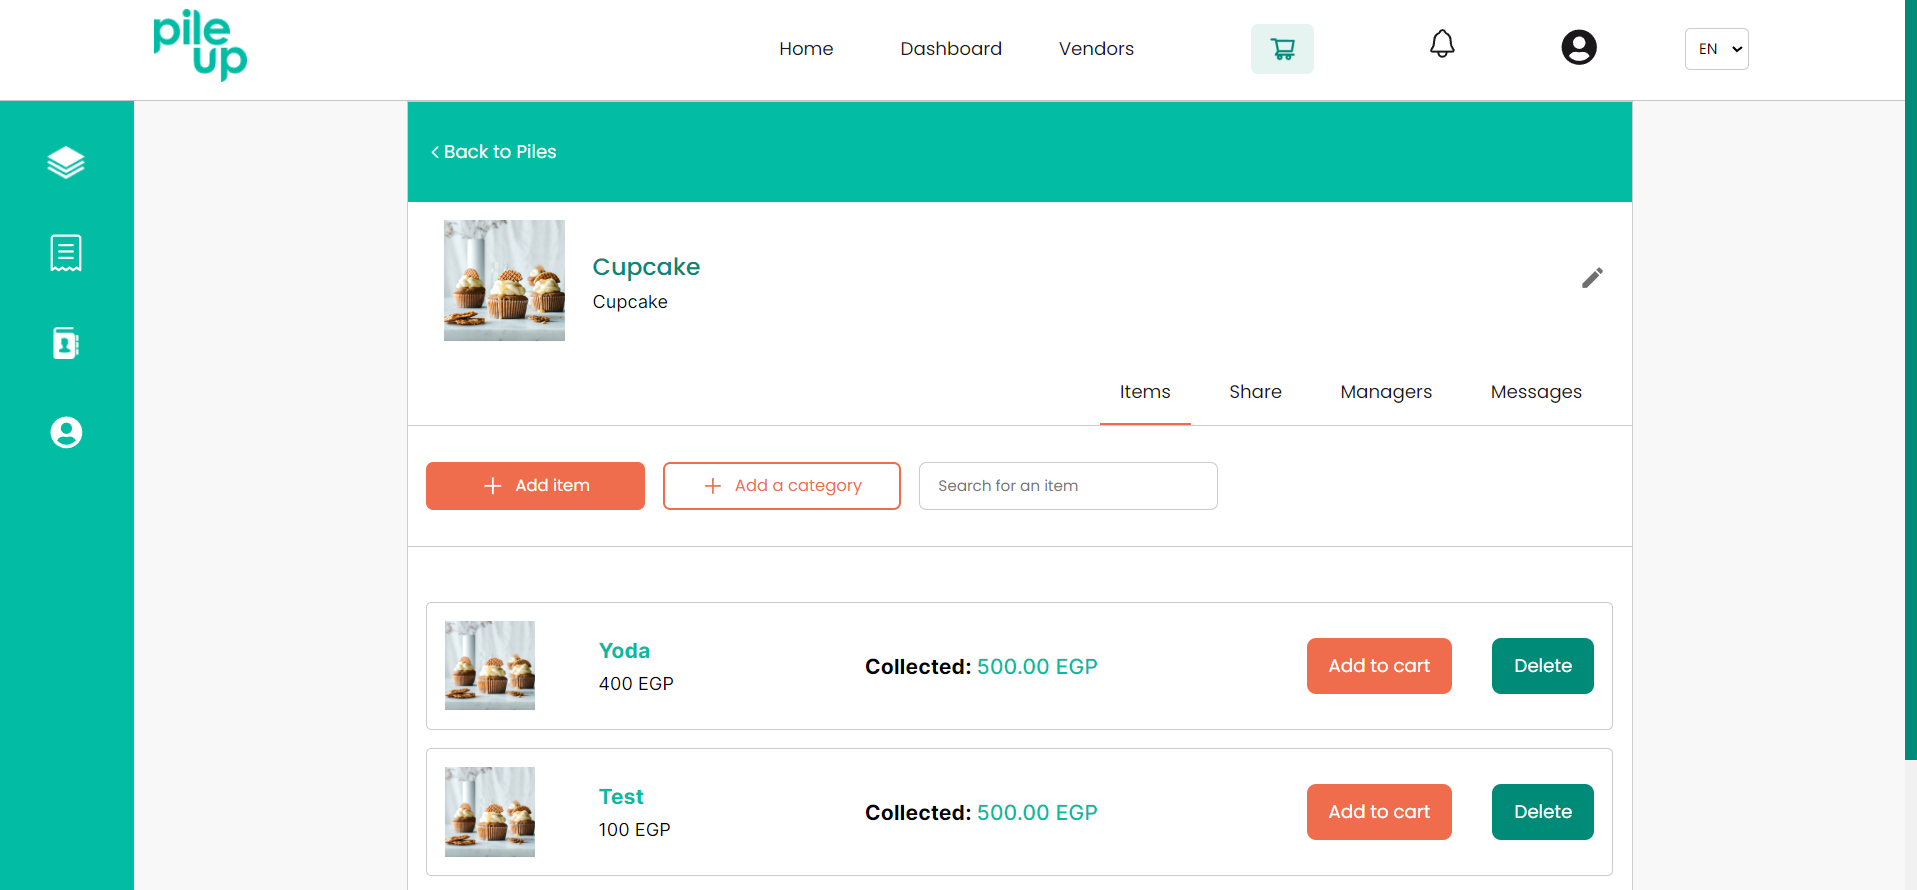 pile
up
Home
Dashboard
Vendors
EN
Back to Piles
Cupcake
Cupcake
Items
Share
Managers
Messages
Add item
Add a category
Search for an item
Yoda
400 EGP
Collected: 500.00 EGP
Add to cart
Delete
Test
100 EGP
Collected: 500.00 EGP
Add to cart
Delete